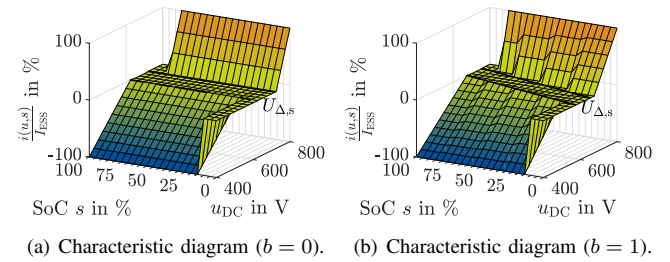 100
0
-100
i(u,s)/I_ESS in %
U_Δ,s
100 75 50 25 0
400 600 800
SoC s in %
u_DC in V
(a) Characteristic diagram (b = 0).
100
0
-100
i(u,s)/I_ESS in %
U_Δ,s
100 75 50 25 0
400 600 800
SoC s in %
u_DC in V
(b) Characteristic diagram (b = 1).